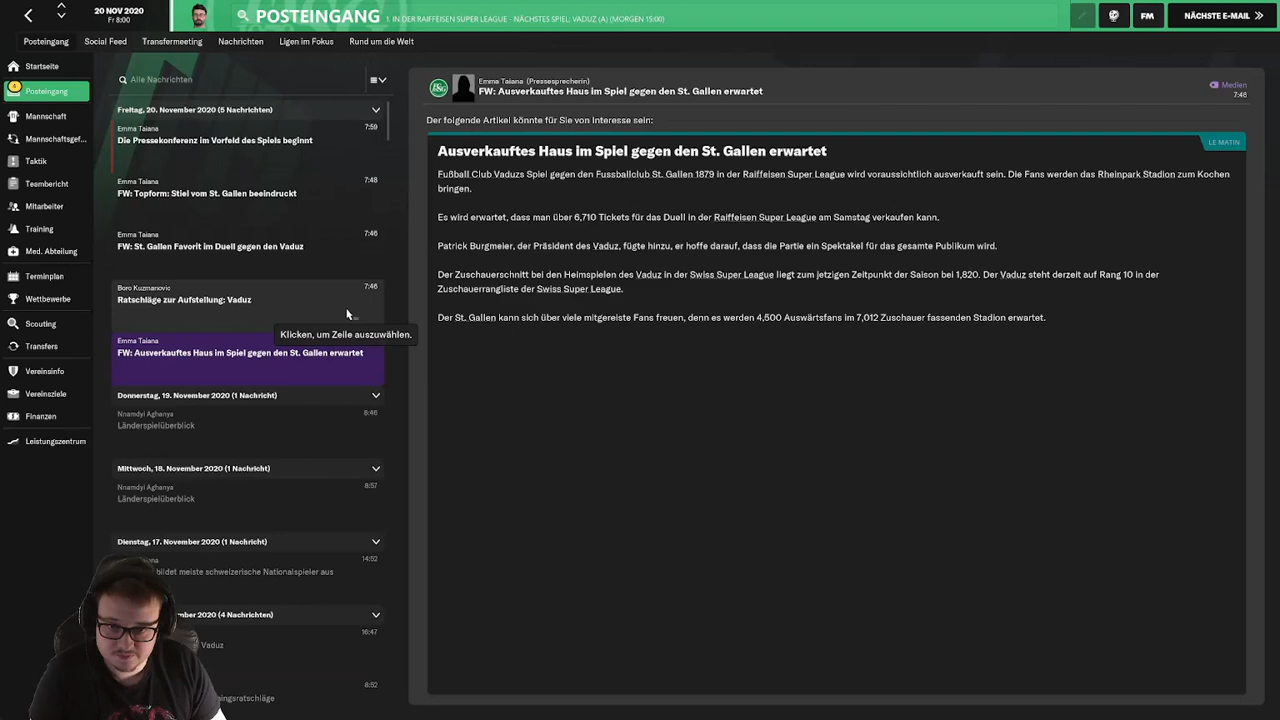 20 NOV 2020
Fr 8:00
POSTEINGANG
1. IN DER RAIFFEISEN SUPER LEAGUE - NÄCHSTES SPIEL: VADUZ (A) (MORGEN 15:00)
FM
NÄCHSTE E-MAIL
Posteingang
Social Feed
Transfermeeting
Nachrichten
Ligen im Fokus
Rund um die Welt
Startseite
Posteingang
Mannschaft
Mannschaftsgef...
Taktik
Teambericht
Mitarbeiter
Training
Med. Abteilung
Terminplan
Wettbewerbe
Scouting
Transfers
Vereinsinfo
Vereinsziele
Finanzen
Leistungszentrum
Alle Nachrichten
Freitag, 20. November 2020 (5 Nachrichten)
Emma Taiana
7:59
Die Pressekonferenz im Vorfeld des Spiels beginnt
Emma Taiana
7:48
FW: Topform: Stiel vom St. Gallen beeindruckt
Emma Taiana
7:46
FW: St. Gallen Favorit im Duell gegen den Vaduz
Boro Kuzmanovic
7:46
Ratschläge zur Aufstellung: Vaduz
Klicken, um Zeile auszuwählen.
Emma Taiana
FW: Ausverkauftes Haus im Spiel gegen den St. Gallen erwartet
Donnerstag, 19. November 2020 (1 Nachricht)
Nnamdyi Aghanya
8:46
Länderspielüberblick
Mittwoch, 18. November 2020 (1 Nachricht)
Nnamdyi Aghanya
8:57
Länderspielüberblick
Dienstag, 17. November 2020 (1 Nachricht)
14:52
bildet meiste schweizerische Nationalspieler aus
2020 (4 Nachrichten)
16:47
Vaduz
8:52
Emma Taiana (Pressesprecherin)
FW: Ausverkauftes Haus im Spiel gegen den St. Gallen erwartet
Medien
7:46
Der folgende Artikel könnte für Sie von Interesse sein:
LE MATIN
Ausverkauftes Haus im Spiel gegen den St. Gallen erwartet
Fußball Club Vaduzs Spiel gegen den Fussballclub St. Gallen 1879 in der Raiffeisen Super League wird voraussichtlich ausverkauft sein. Die Fans werden das Rheinpark Stadion zum Kochen
bringen.
Es wird erwartet, dass man über 6,710 Tickets für das Duell in der Raiffeisen Super League am Samstag verkaufen kann.
Patrick Burgmeier, der Präsident des Vaduz, fügte hinzu, er hoffe darauf, dass die Partie ein Spektakel für das gesamte Publikum wird.
Der Zuschauerschnitt bei den Heimspielen des Vaduz in der Swiss Super League liegt zum jetzigen Zeitpunkt der Saison bei 1,820. Der Vaduz steht derzeit auf Rang 10 in der
Zuschauerrangliste der Swiss Super League.
Der St. Gallen kann sich über viele mitgereiste Fans freuen, denn es werden 4,500 Auswärtsfans im 7,012 Zuschauer fassenden Stadion erwartet.